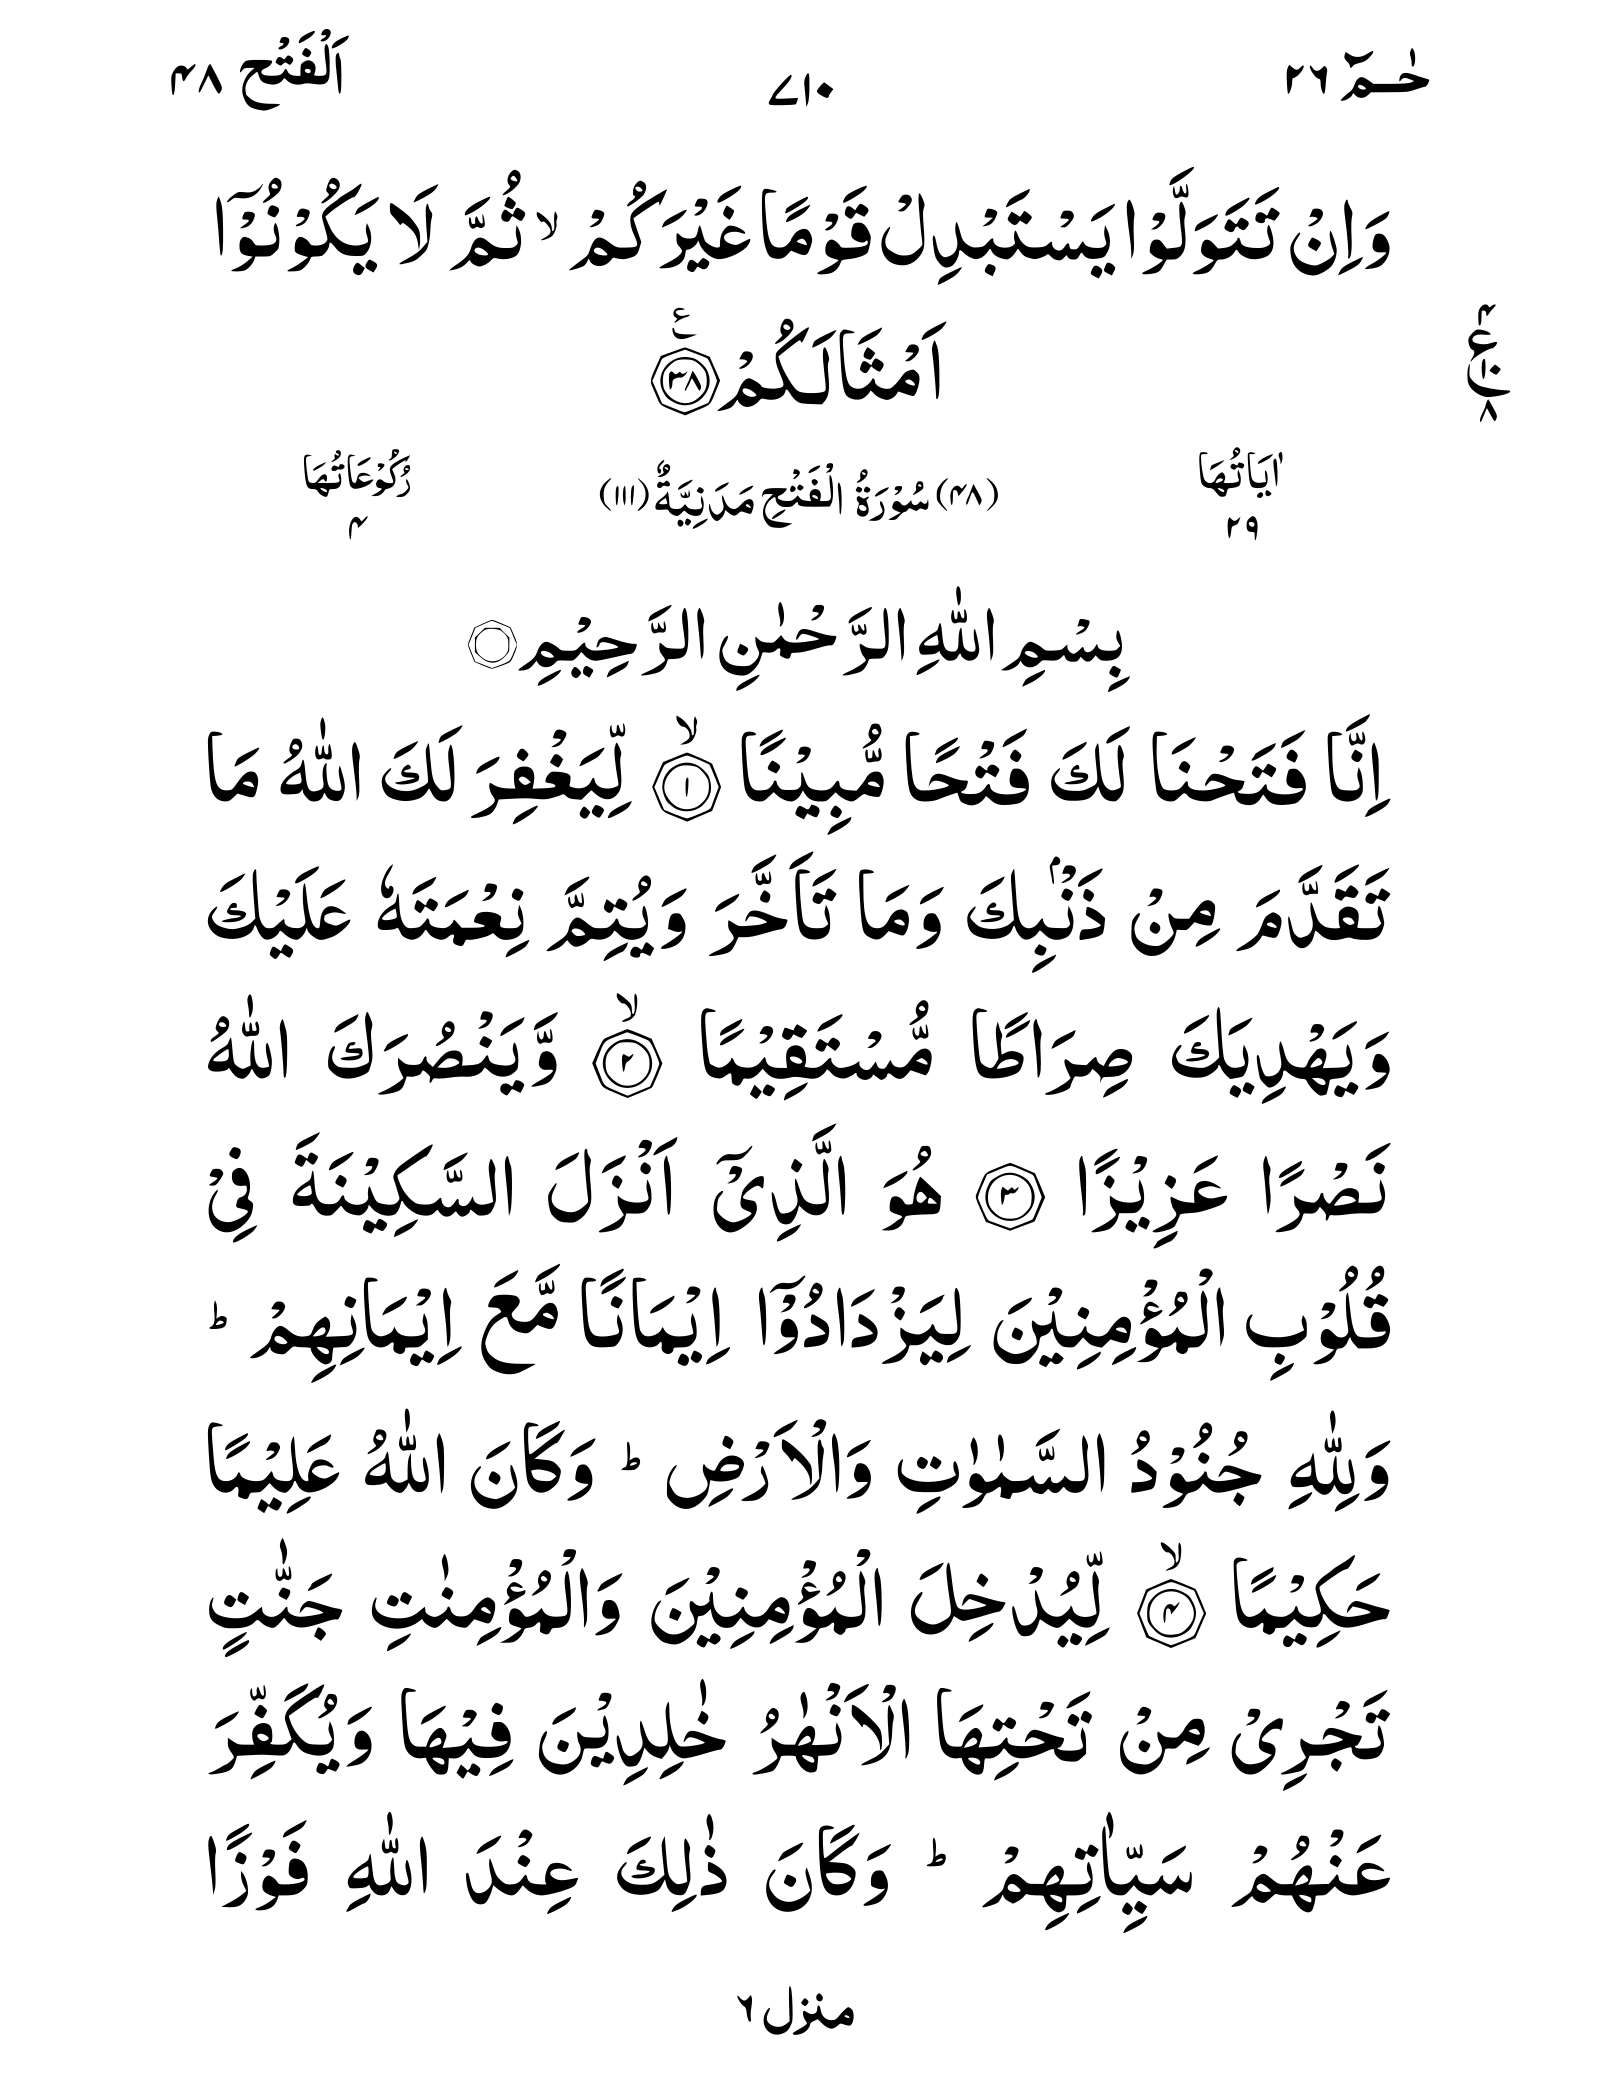 حٰـمٓ ٢٦ ٧١٠ اَلْفَتْح ٤٨
وَاِنْ تَتَوَلَّوْا يَسْتَبْدِلْ قَوْمًا غَيْرَكُمْ ۙ ثُمَّ لَا يَكُوْنُوْٓا
اَمْثَالَكُمْ ﴿٣٨﴾ ع
٤
ع ١٠
٨
اٰيَاتُهَا ٢٩ (٤٨) سُوْرَةُ الْفَتْحِ مَدَنِيَّةٌ (١١١) رُكُوْعَاتُهَا ٤
بِسْمِ اللّٰهِ الرَّحْمٰنِ الرَّحِيْمِ ۝
اِنَّا فَتَحْنَا لَكَ فَتْحًا مُّبِيْنًا ﴿١﴾ ۙ لِّيَغْفِرَ لَكَ اللّٰهُ مَا
تَقَدَّمَ مِنْ ذَنْۢبِكَ وَمَا تَاَخَّرَ وَيُتِمَّ نِعْمَتَهٗ عَلَيْكَ
وَيَهْدِيَكَ صِرَاطًا مُّسْتَقِيْمًا ﴿٢﴾ ۙ وَّيَنْصُرَكَ اللّٰهُ
نَصْرًا عَزِيْزًا ﴿٣﴾ هُوَ الَّذِيْٓ اَنْزَلَ السَّكِيْنَةَ فِيْ
قُلُوْبِ الْمُؤْمِنِيْنَ لِيَزْدَادُوْٓا اِيْمَانًا مَّعَ اِيْمَانِهِمْ ؕ
وَلِلّٰهِ جُنُوْدُ السَّمٰوٰتِ وَالْاَرْضِ ؕ وَكَانَ اللّٰهُ عَلِيْمًا
حَكِيْمًا ﴿٤﴾ ۙ لِّيُدْخِلَ الْمُؤْمِنِيْنَ وَالْمُؤْمِنٰتِ جَنّٰتٍ
تَجْرِيْ مِنْ تَحْتِهَا الْاَنْهٰرُ خٰلِدِيْنَ فِيْهَا وَيُكَفِّرَ
عَنْهُمْ سَيِّاٰتِهِمْ ؕ وَكَانَ ذٰلِكَ عِنْدَ اللّٰهِ فَوْزًا
منزل ٦